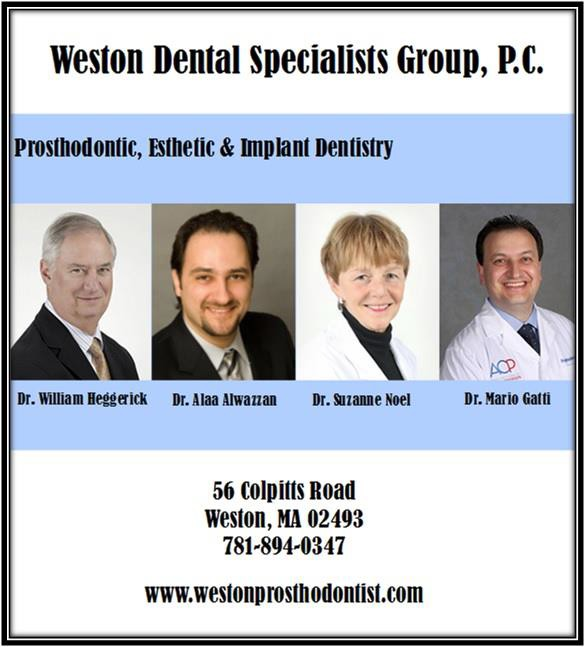 Weston Dental Specialists Group, P.C.
Prosthodontic, Esthetic & Implant Dentistry
ACP
Dr. William Heggerick
Dr. Alaa Alwazzan
Dr. Suzanne Noel
Dr. Mario Gatti
56 Colpitts Road
Weston, MA 02493
781-894-0347
www.westonprosthodontist.com